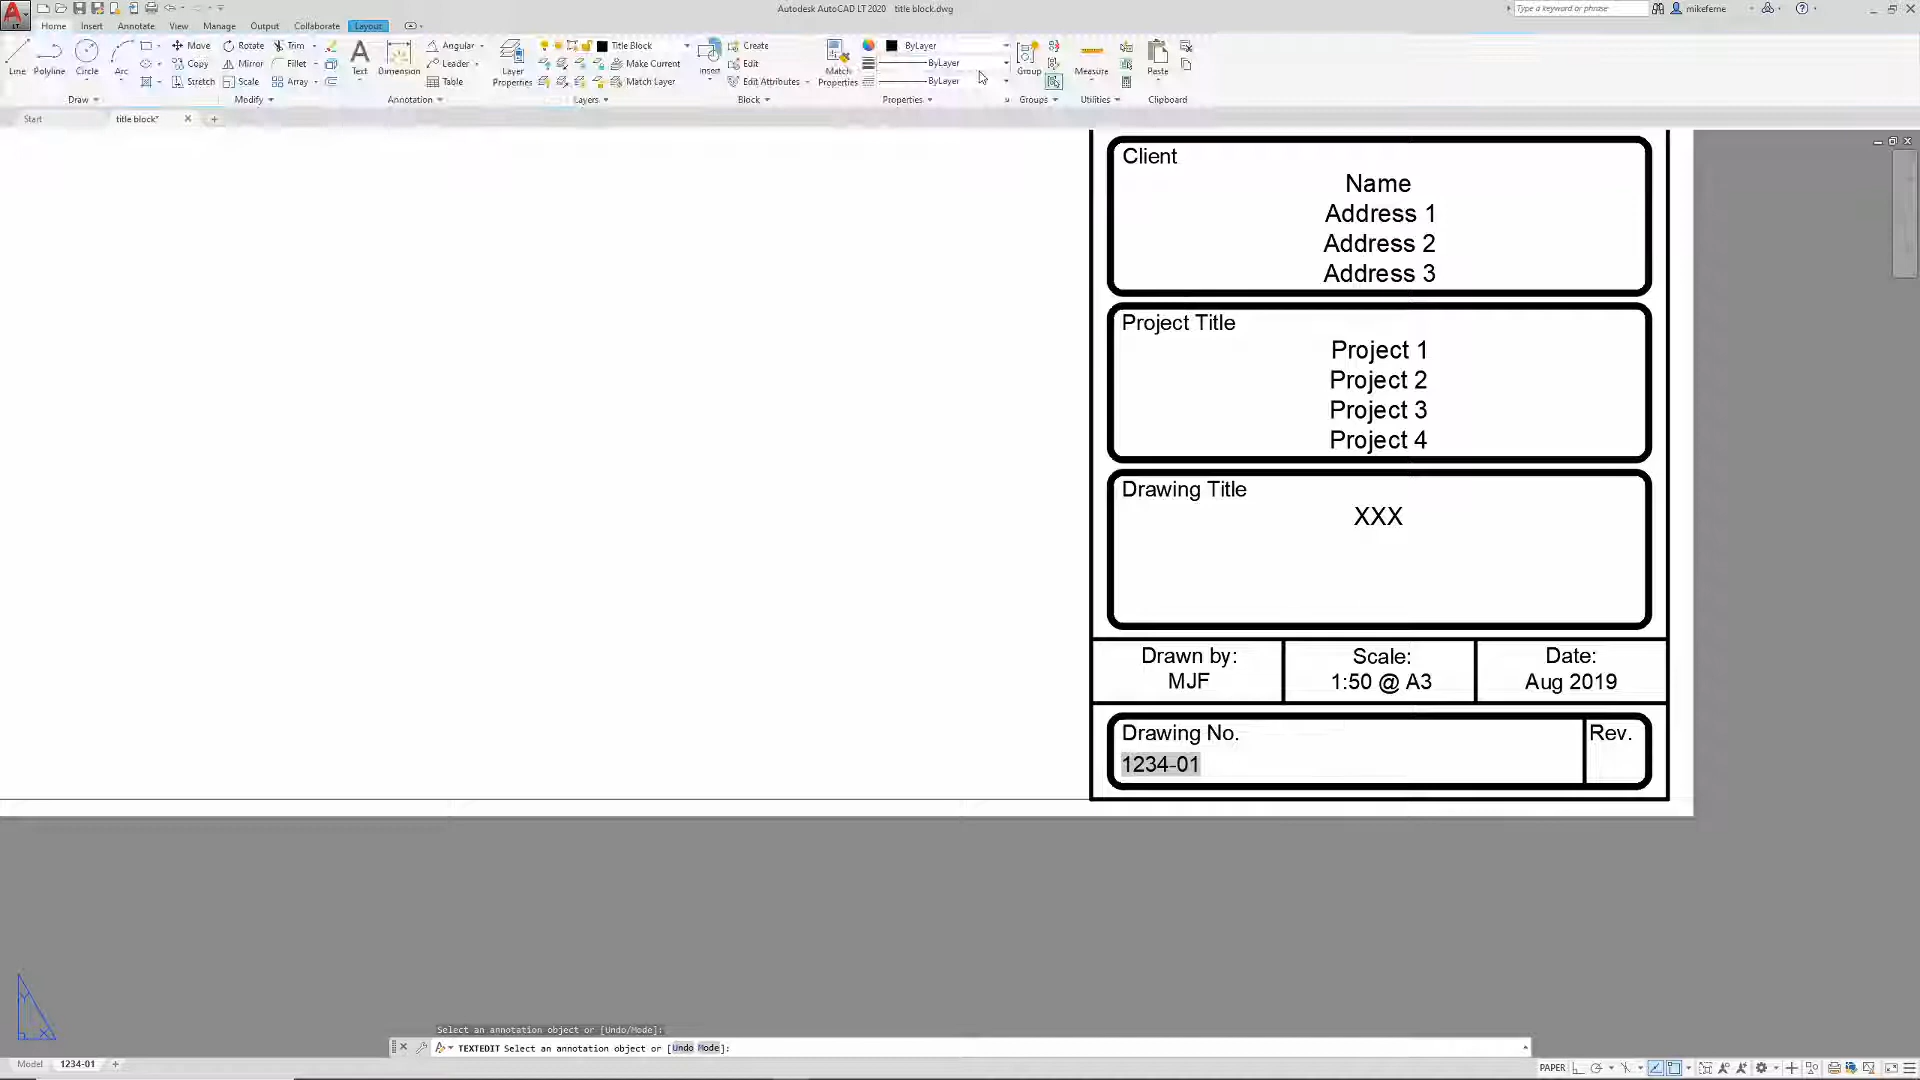 Autodesk AutoCAD LT 2020 title block.dwg
Type a keyword or phrase
mikefeme
Home Insert Annotate View Manage Output Collaborate Layout
Line Polyline Circle Arc
Move Rotate Trim
Copy Mirror Fillet
Stretch Scale Array
Text Dimension
Angular
Leader
Table
Layer Properties
Title Block
Make Current
Match Layer
Insert
Create
Edit
Edit Attributes
Match Properties
ByLayer
ByLayer
ByLayer
Group
Measure
Paste
Draw Modify Annotation Layers Block Properties Groups Utilities Clipboard
Start title block*
Client
Name
Address 1
Address 2
Address 3
Project Title
Project 1
Project 2
Project 3
Project 4
Drawing Title
XXX
Drawn by: Scale: Date:
MJF 1:50 @ A3 Aug 2019
Drawing No. Rev.
1234-01
Select an annotation object or [Undo/Mode]:
TEXTEDIT Select an annotation object or [Undo Mode]:
Model 1234-01
PAPER